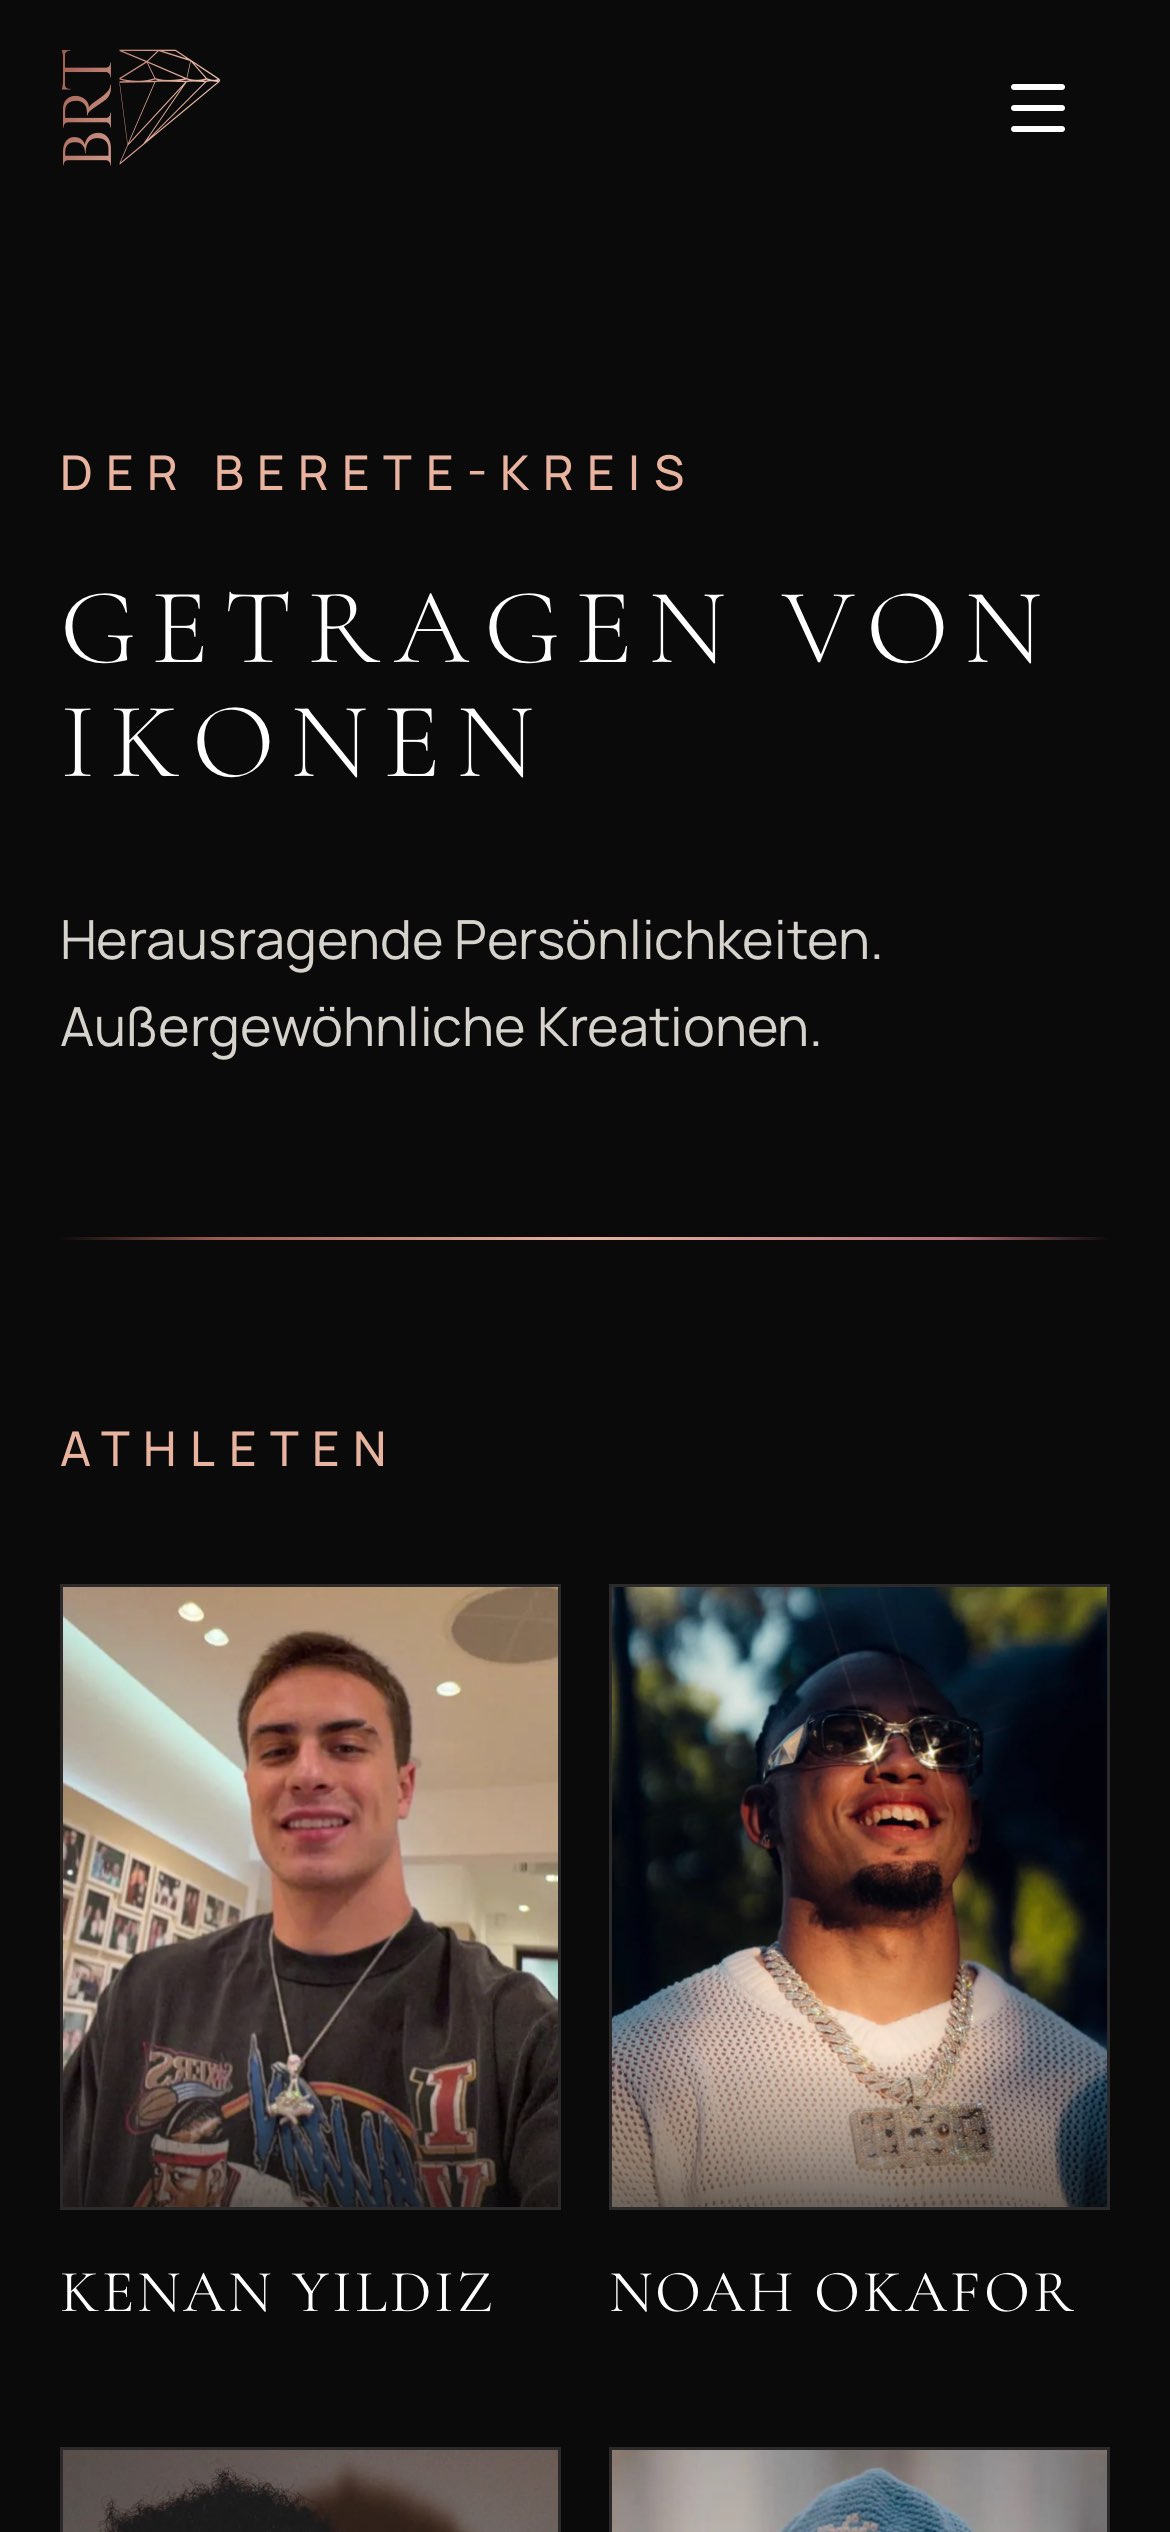 BRT
DER BERETE-KREIS
GETRAGEN VON
IKONEN
Herausragende Persönlichkeiten.
Außergewöhnliche Kreationen.
ATHLETEN
KENAN YILDIZ
NOAH OKAFOR